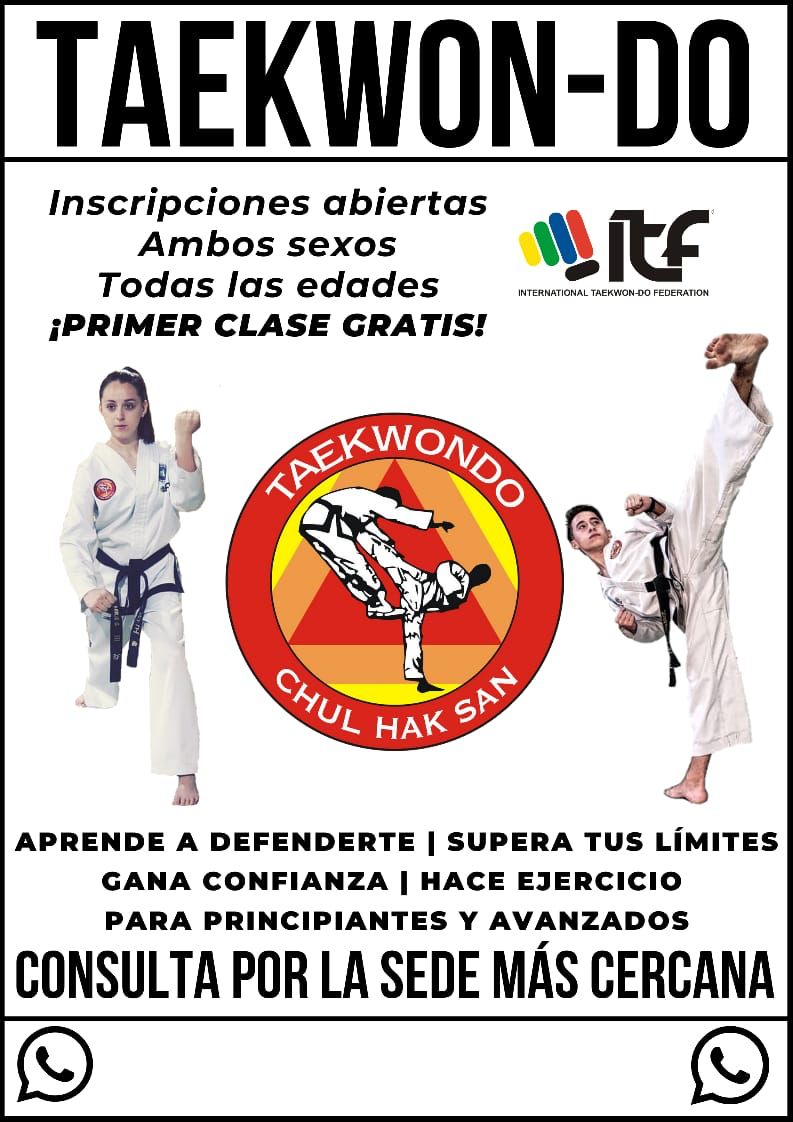 TAEKWON-DO
Inscripciones abiertas
Ambos sexos
Todas las edades
¡PRIMER CLASE GRATIS!
itf
INTERNATIONAL TAEKWON-DO FEDERATION
TAEKWONDO
CHUL HAK SAN
APRENDE A DEFENDERTE | SUPERA TUS LÍMITES
GANA CONFIANZA | HACE EJERCICIO
PARA PRINCIPIANTES Y AVANZADOS
CONSULTA POR LA SEDE MÁS CERCANA